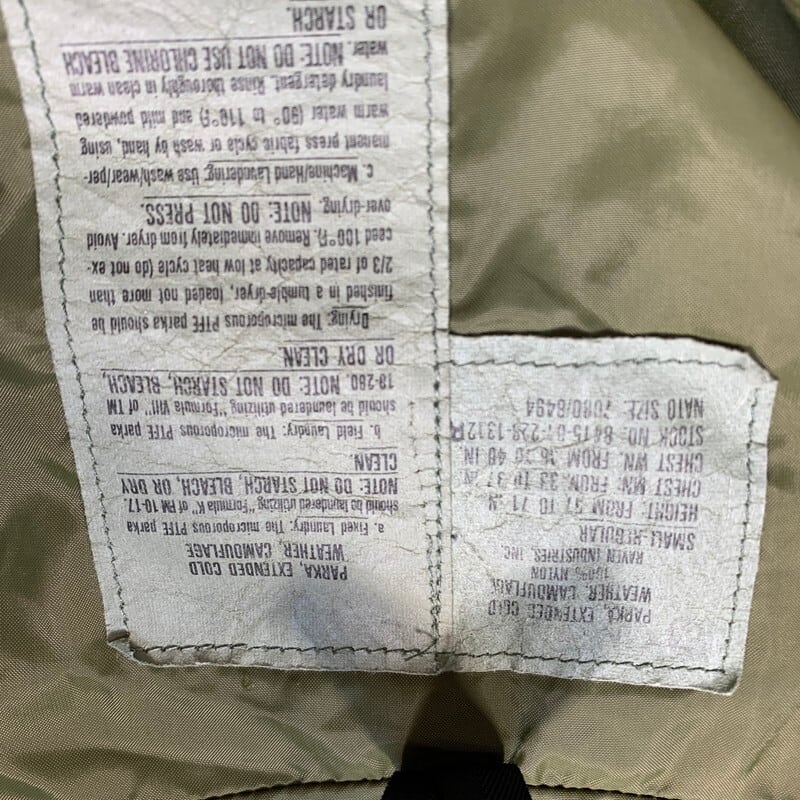 PARKA, EXTENDED COLD
WEATHER, CAMOUFLAGE
a. Fixed Laundry: The microporous PTFE parka
should be laundered utilizing "Formula K" of FM 10-17.
NOTE: DO NOT STARCH, BLEACH, OR DRY
CLEAN
b. Field Laundry: The microporous PTFE parka
should be laundered utilizing "Formula VIII" of TM
10-280. NOTE: DO NOT STARCH, BLEACH,
OR DRY CLEAN.
Drying: The microporous PTFE parka should be
finished in a tumble-dryer, loaded not more than
2/3 of rated capacity at low heat cycle (do not ex-
ceed 100°F). Remove immediately from dryer. Avoid
over-drying. NOTE: DO NOT PRESS.
c. Machine/Hand Laundering: Use wash/wear/per-
manent press fabric cycle or wash by hand, using
warm water (90° to 110°F) and mild powdered
laundry detergent. Rinse thoroughly in clean warm
water. NOTE: DO NOT USE CHLORINE BLEACH
OR STARCH.
PARKA, EXTENDED COLD
WEATHER, CAMOUFLAGE
100% NYLON
RAVEN INDUSTRIES, INC.
SMALL-REGULAR
HEIGHT: FROM 67 TO 71 IN
CHEST MN. FROM 33 TO 37 IN
CHEST WN. FROM 36 TO 40 IN.
STOCK NO. 8415-01-228-1312
NATO SIZE: 7080/8494